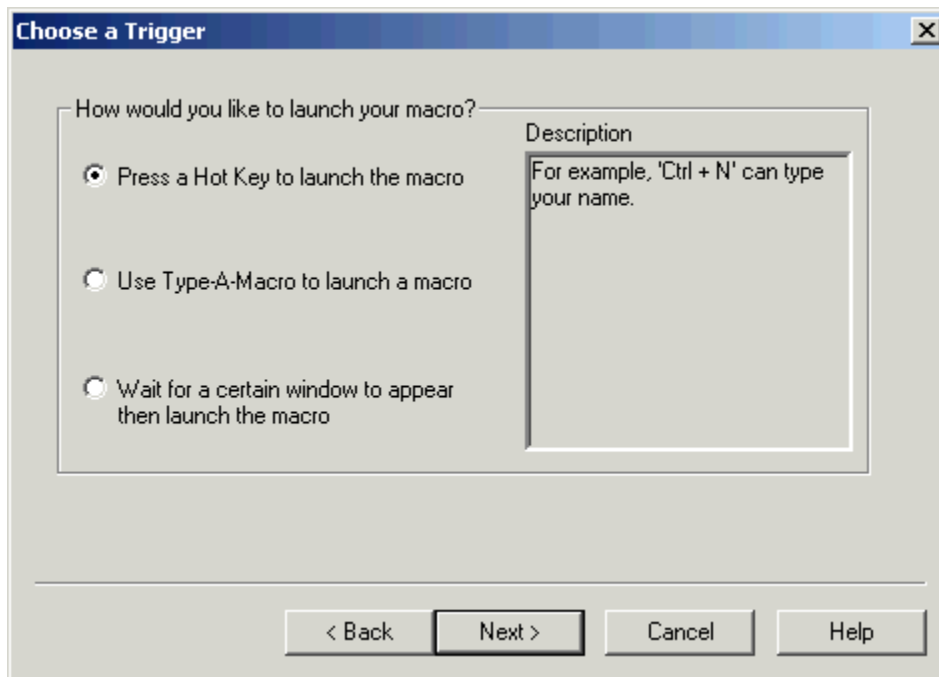 Choose a Trigger
How would you like to launch your macro?
Press a Hot Key to launch the macro
Use Type-A-Macro to launch a macro
Wait for a certain window to appear
then launch the macro
Description
For example, 'Ctrl + N' can type
your name.
< Back
Next >
Cancel
Help